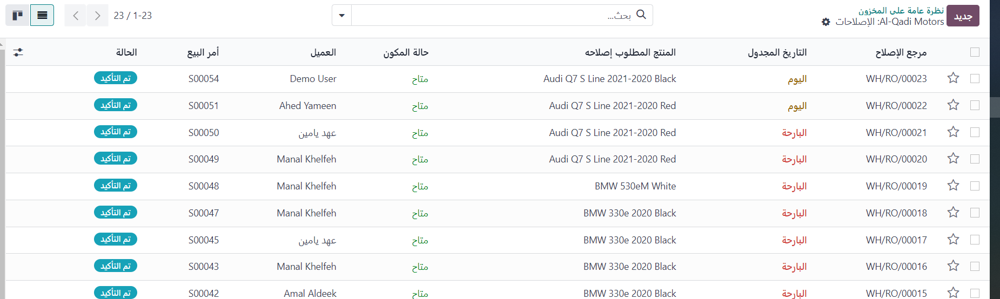 جديد
نظرة عامة على المخزون
Al-Qadi Motors: الإصلاحات
بحث...
23 / 1-23
مرجع الإصلاح التاريخ المجدول المنتج المطلوب إصلاحه حالة المكون العميل أمر البيع الحالة
WH/RO/00023 اليوم Audi Q7 S Line 2021-2020 Black متاح Demo User S00054 تم التأكيد
WH/RO/00022 اليوم Audi Q7 S Line 2021-2020 Red متاح Ahed Yameen S00051 تم التأكيد
WH/RO/00021 البارحة Audi Q7 S Line 2021-2020 Red متاح عهد يامين S00050 تم التأكيد
WH/RO/00020 البارحة Audi Q7 S Line 2021-2020 Red متاح Manal Khelfeh S00049 تم التأكيد
WH/RO/00019 البارحة BMW 530eM White متاح Manal Khelfeh S00048 تم التأكيد
WH/RO/00018 البارحة BMW 330e 2020 Black متاح Manal Khelfeh S00047 تم التأكيد
WH/RO/00017 البارحة BMW 330e 2020 Black متاح عهد يامين S00045 تم التأكيد
WH/RO/00016 البارحة BMW 330e 2020 Black متاح Manal Khelfeh S00043 تم التأكيد
WH/RO/00015 البارحة BMW 330e 2020 Black متاح Amal Aldeek S00042 تم التأكيد